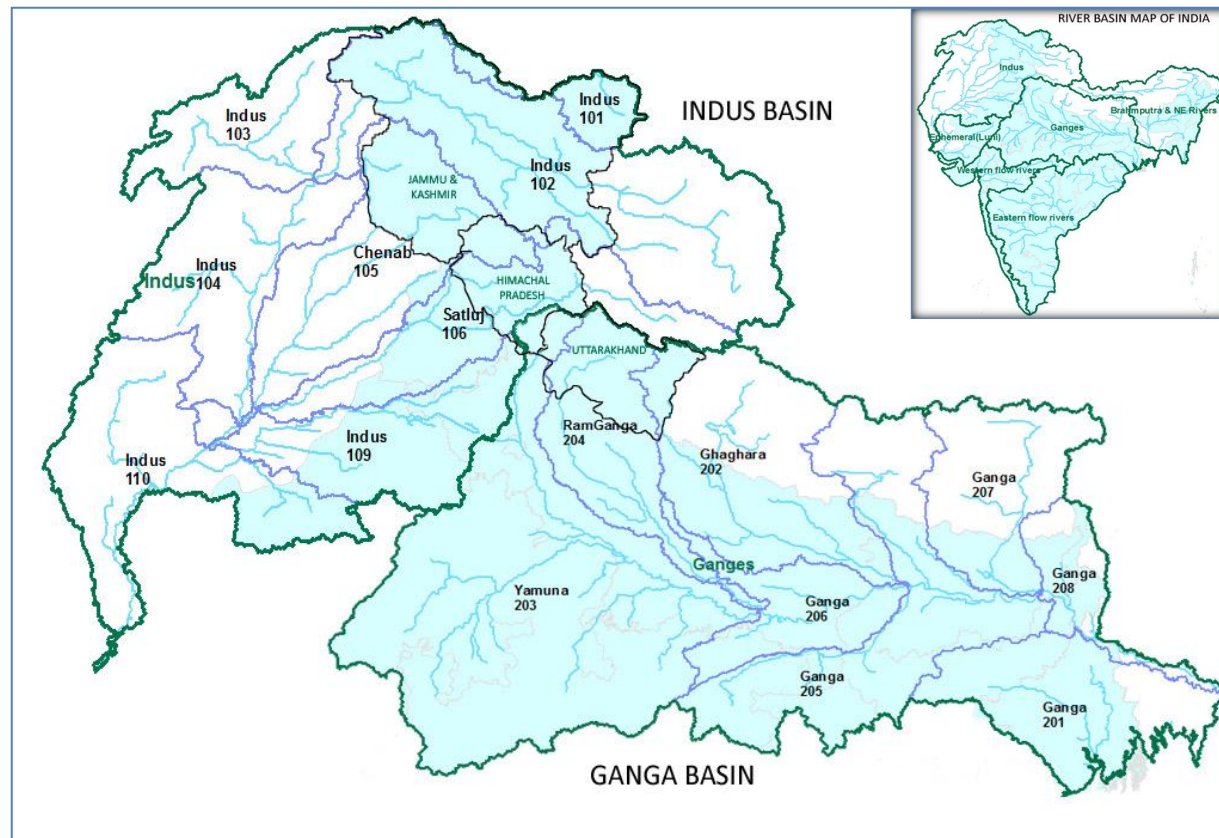 RIVER BASIN MAP OF INDIA
Indus
Brahmputra & NE Rivers
Ganges
Ephemeral(Luni)
Western flow rivers
Eastern flow rivers
INDUS BASIN
Indus
101
Indus
103
Indus
102
JAMMU &
KASHMIR
Chenab
105
Indus
104
Indus
HIMACHAL
PRADESH
Satluj
106
UTTARAKHAND
RamGanga
204
Indus
109
Ghaghara
202
Indus
110
Ganga
207
Ganges
Ganga
208
Yamuna
203
Ganga
206
Ganga
205
Ganga
201
GANGA BASIN